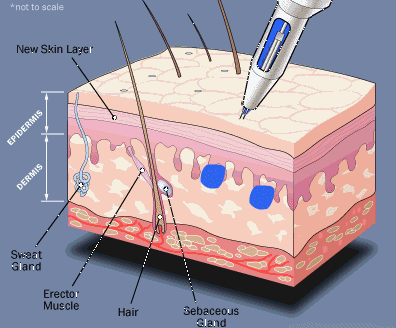 *not to scale
New Skin Layer
EPIDERMIS
DERMIS
Sweat
Gland
Erector
Muscle
Hair
Sebaceous
Gland